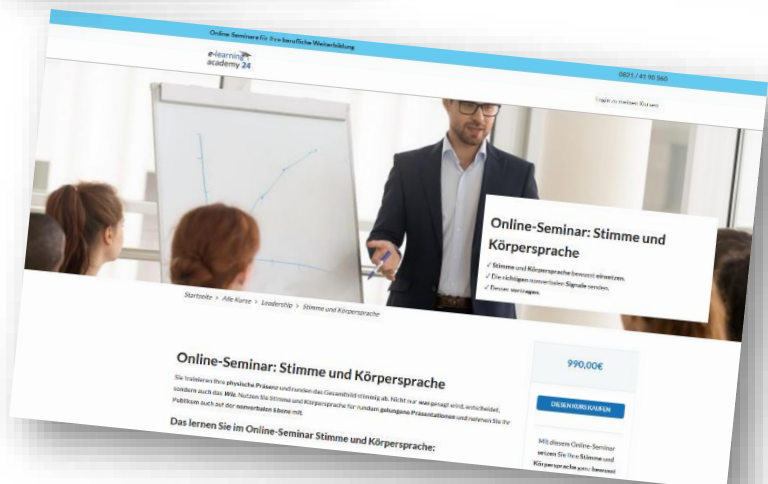 Online-Seminare für Ihre berufliche Weiterbildung
0821 / 41 90 360
e-learning
academy 24
Login zu meinen Kursen
Online-Seminar: Stimme und
Körpersprache
✓ Stimme und Körpersprache bewusst einsetzen.
✓ Die richtigen nonverbalen Signale senden.
✓ Besser vortragen.
Startseite > Alle Kurse > Leadership > Stimme und Körpersprache
Online-Seminar: Stimme und Körpersprache
Sie trainieren Ihre physische Präsenz und runden das Gesamtbild stimmig ab. Nicht nur was gesagt wird, entscheidet,
sondern auch das Wie. Nutzen Sie Stimme und Körpersprache für rundum gelungene Präsentationen und nehmen Sie Ihr
Publikum auch auf der nonverbalen Ebene mit.
Das lernen Sie im Online-Seminar Stimme und Körpersprache:
990,00€
DIESEN KURS KAUFEN
Mit diesem Online-Seminar
setzen Sie Ihre Stimme und
Körpersprache ganz bewusst